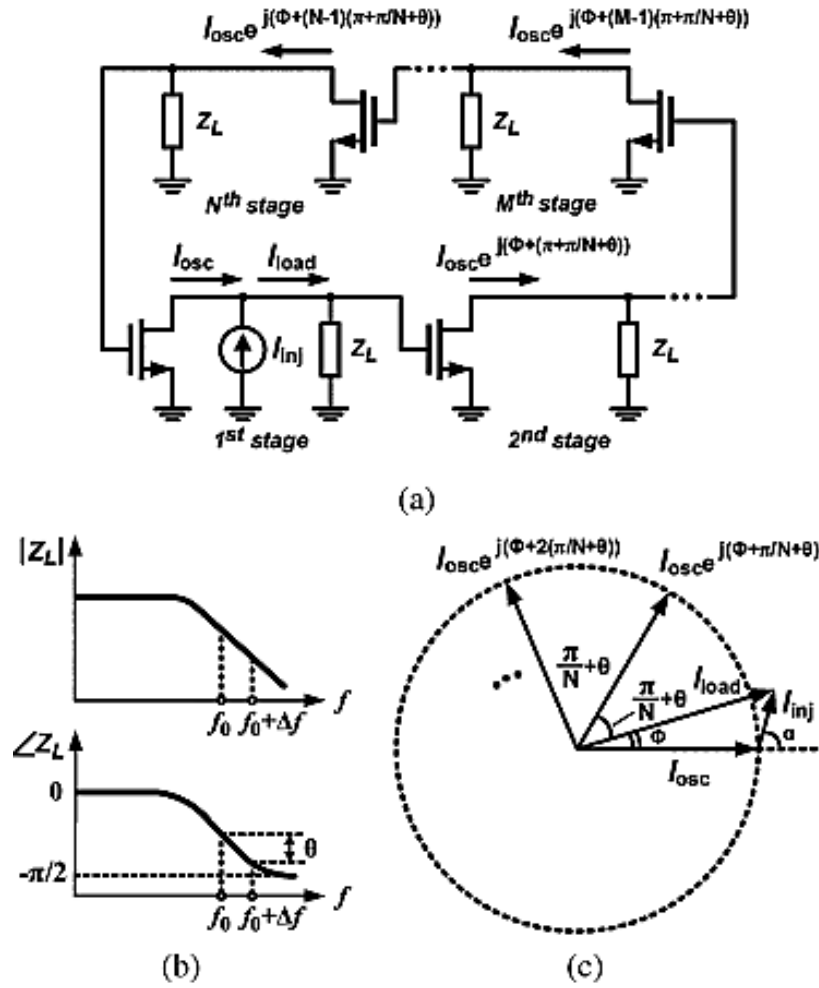 I_osc e^j(Φ+(N-1)(π+π/N+θ)) I_osc e^j(Φ+(M-1)(π+π/N+θ))
Z_L Z_L
N^th stage M^th stage
I_osc I_load I_osc e^j(Φ+(π+π/N+θ))
I_inj Z_L Z_L
1^st stage 2^nd stage
(a)
|Z_L|
f_0 f_0+Δf f
∠Z_L
0
θ
-π/2
f_0 f_0+Δf f
(b)
I_osc e^j(Φ+2(π/N+θ)) I_osc e^j(Φ+π/N+θ)
π/N+θ
π/N+θ
I_load
I_inj
Φ α
I_osc
(c)